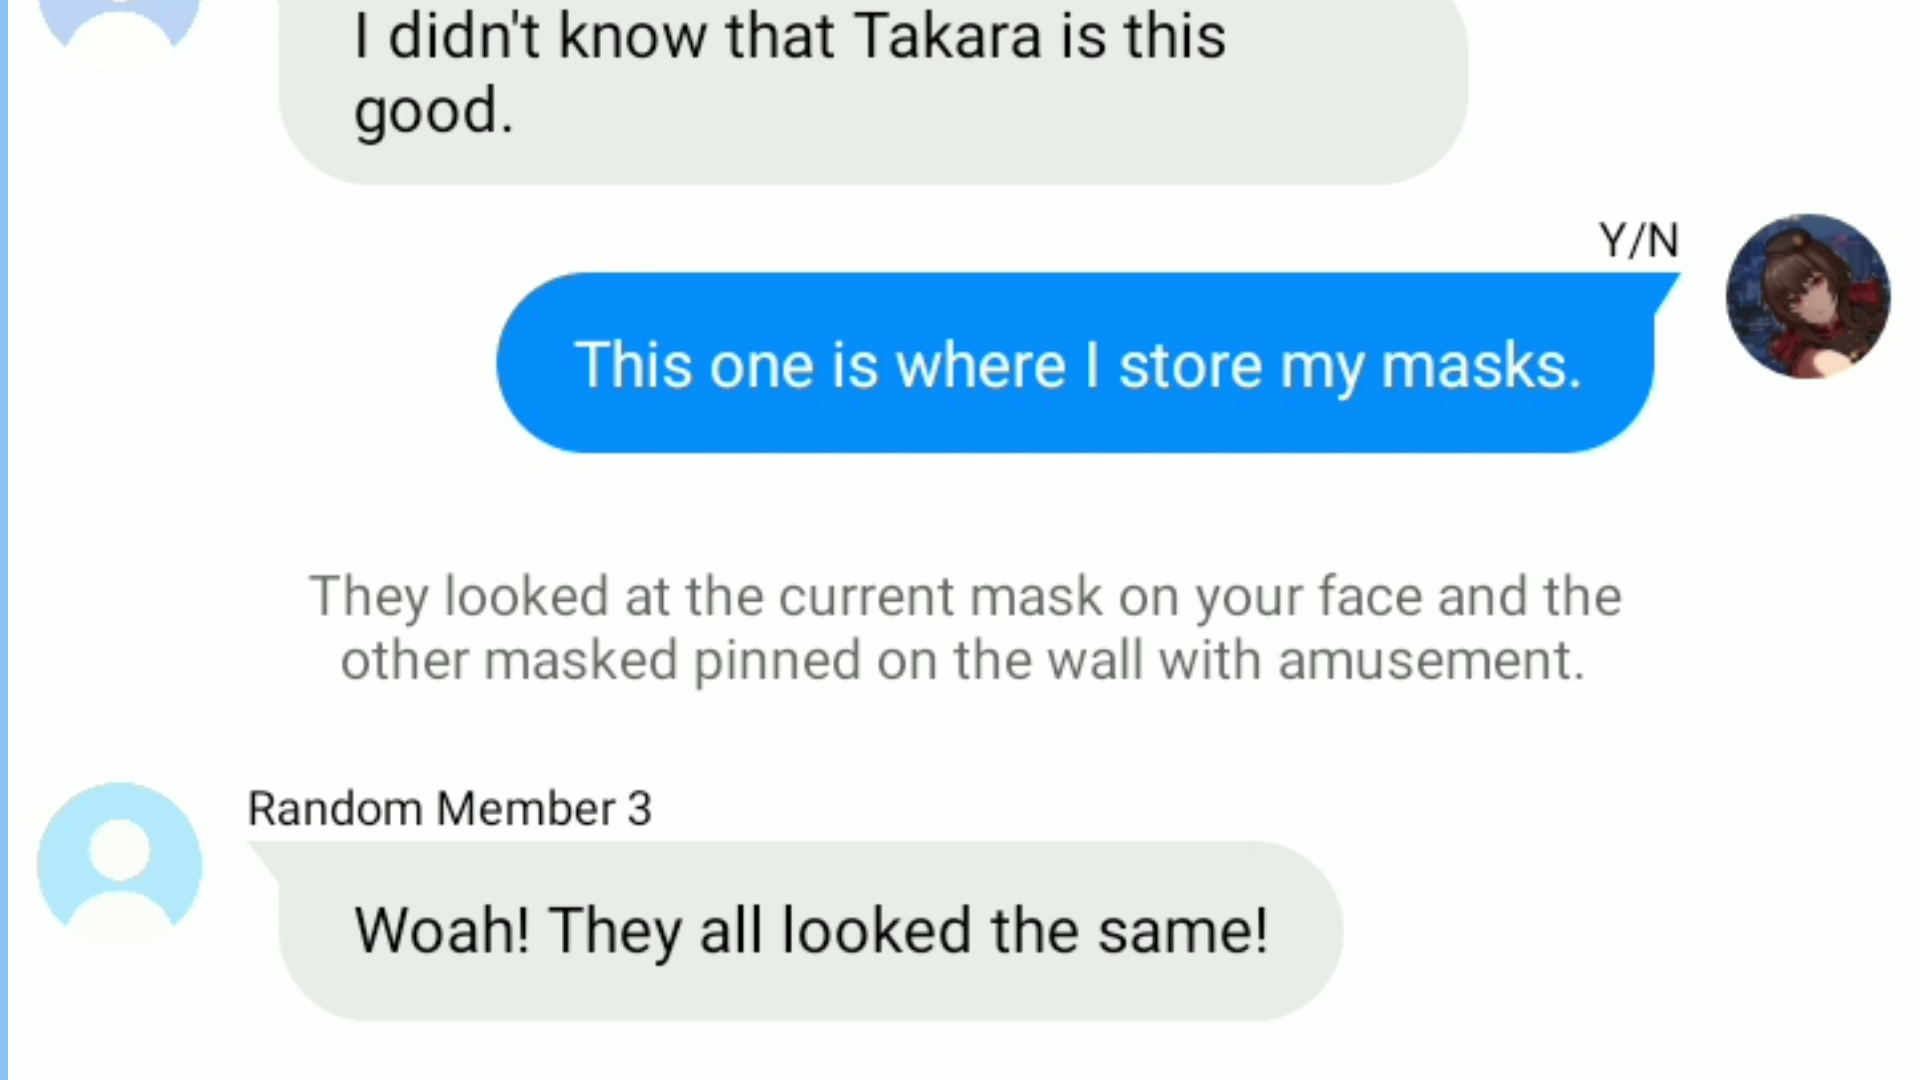 I didn't know that Takara is this
good.
Y/N
This one is where I store my masks.
They looked at the current mask on your face and the
other masked pinned on the wall with amusement.
Random Member 3
Woah! They all looked the same!